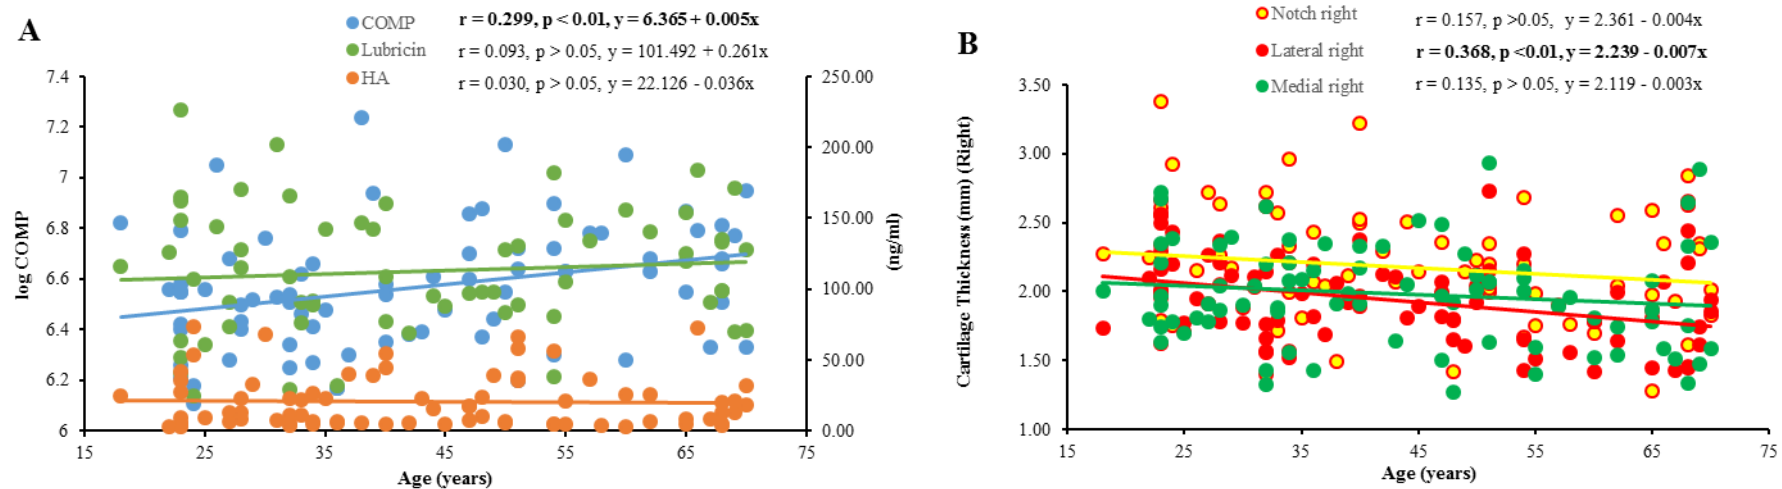 A
COMP
r = 0.299, p < 0.01, y = 6.365 + 0.005x
Lubricin
r = 0.093, p > 0.05, y = 101.492 + 0.261x
HA
r = 0.030, p > 0.05, y = 22.126 - 0.036x
7.4
7.2
7
6.8
6.6
6.4
6.2
6
log COMP
250.00
200.00
150.00
100.00
50.00
0.00
(ng/ml)
15
25
35
45
55
65
75
Age (years)
B
Notch right
r = 0.157, p >0.05, y = 2.361 - 0.004x
Lateral right
r = 0.368, p <0.01, y = 2.239 - 0.007x
Medial right
r = 0.135, p > 0.05, y = 2.119 - 0.003x
3.50
3.00
2.50
2.00
1.50
1.00
Cartilage Thickness (mm) (Right)
15
25
35
45
55
65
75
Age (years)